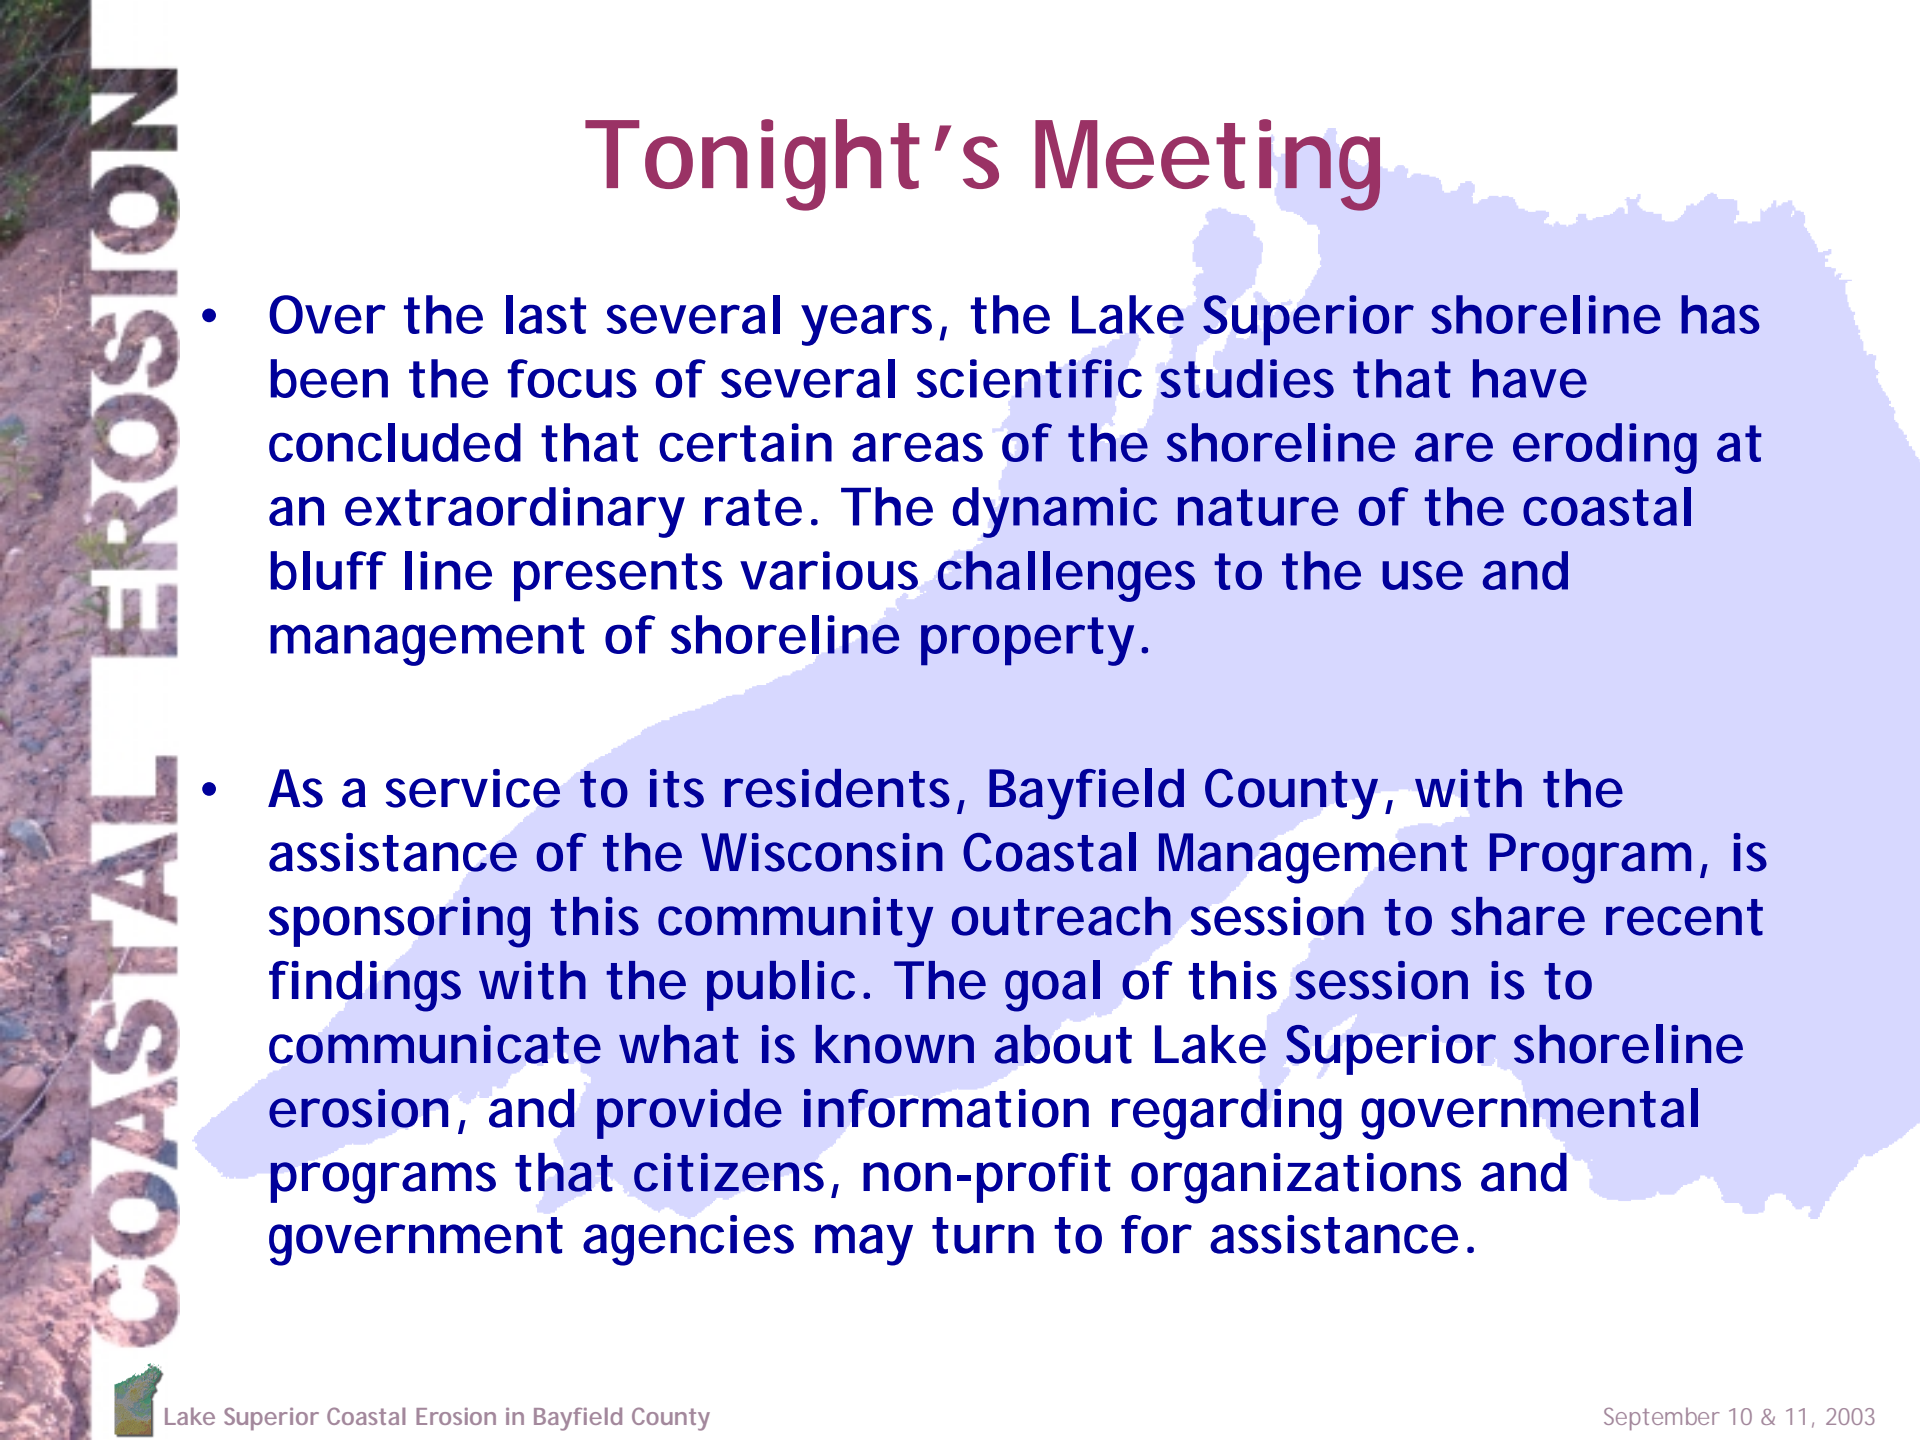 COASTAL EROSION
Tonight’s Meeting
• Over the last several years, the Lake Superior shoreline has
been the focus of several scientific studies that have
concluded that certain areas of the shoreline are eroding at
an extraordinary rate. The dynamic nature of the coastal
bluff line presents various challenges to the use and
management of shoreline property.
• As a service to its residents, Bayfield County, with the
assistance of the Wisconsin Coastal Management Program, is
sponsoring this community outreach session to share recent
findings with the public. The goal of this session is to
communicate what is known about Lake Superior shoreline
erosion, and provide information regarding governmental
programs that citizens, non-profit organizations and
government agencies may turn to for assistance.
Lake Superior Coastal Erosion in Bayfield County
September 10 & 11, 2003